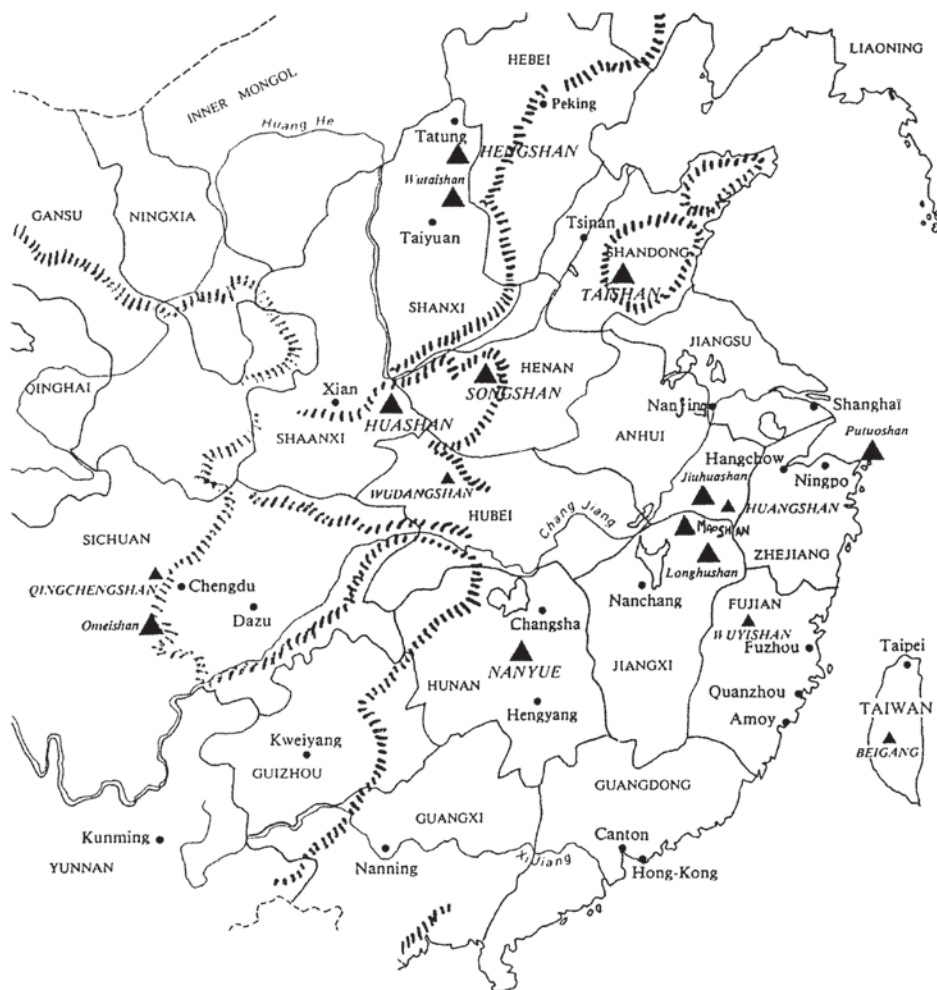 LIAONING
HEBEI
INNER MONGOL
Peking
Huang He
Tatung
HENGSHAN
Wutaishan
GANSU
NINGXIA
Taiyuan
Tsinan
SHANDONG
TAISHAN
SHANXI
JIANGSU
QINGHAI
HENAN
Xian
SONGSHAN
HUASHAN
Nanjing
Shanghaï
SHAANXI
ANHUI
Putuoshan
Hangchow
Ningpo
Jiuhuashan
WUDANGSHAN
HUANGSHAN
HUBEI
Chang Jiang
MAOSHAN
SICHUAN
ZHEJIANG
Longhushan
QINGCHENGSHAN
Chengdu
Nanchang
Dazu
FUJIAN
Omeishan
Changsha
WUYISHAN
Fuzhou
Taipei
NANYUE
JIANGXI
HUNAN
Quanzhou
TAIWAN
Hengyang
Amoy
Kweiyang
BEIGANG
GUIZHOU
GUANGDONG
GUANGXI
Kunming
Canton
YUNNAN
Nanning
Xi Jiang
Hong-Kong